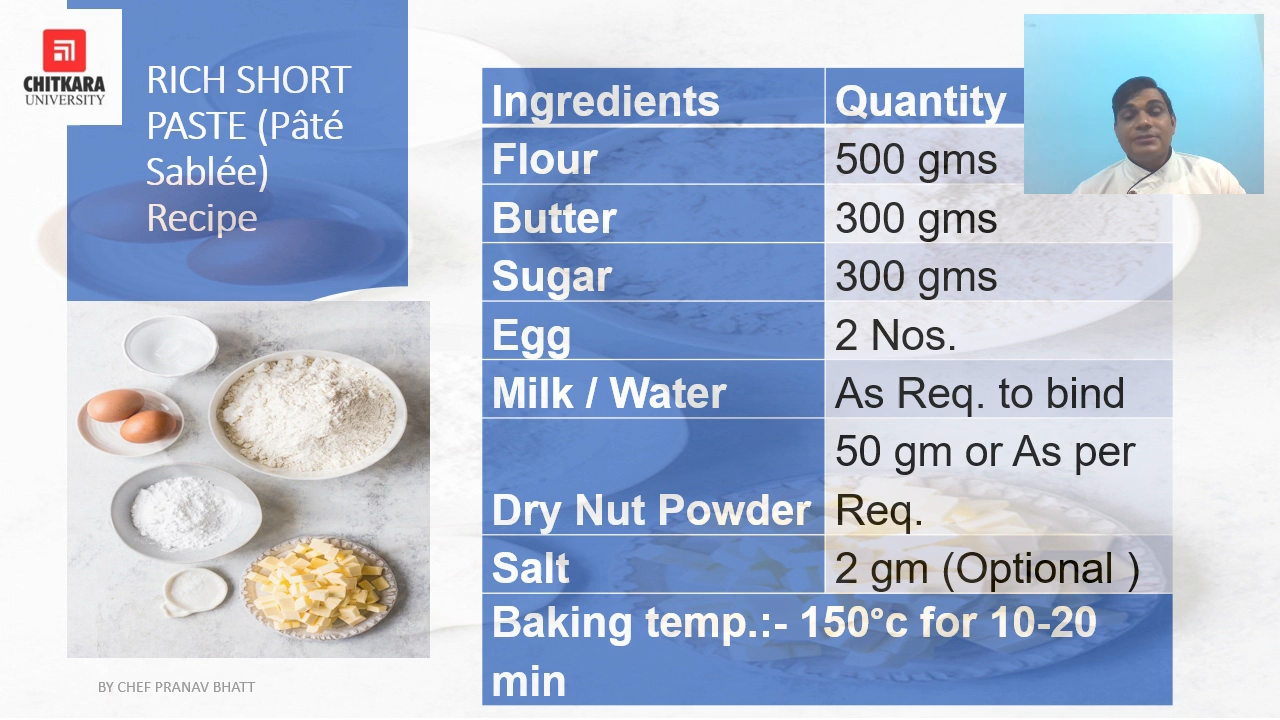 CHITKARA
UNIVERSITY
RICH SHORT
PASTE (Pâté
Sablée)
Recipe
Ingredients Quantity
Flour 500 gms
Butter 300 gms
Sugar 300 gms
Egg 2 Nos.
Milk / Water As Req. to bind
Dry Nut Powder 50 gm or As per
Req.
Salt 2 gm (Optional )
Baking temp.:- 150°c for 10-20
min
BY CHEF PRANAV BHATT